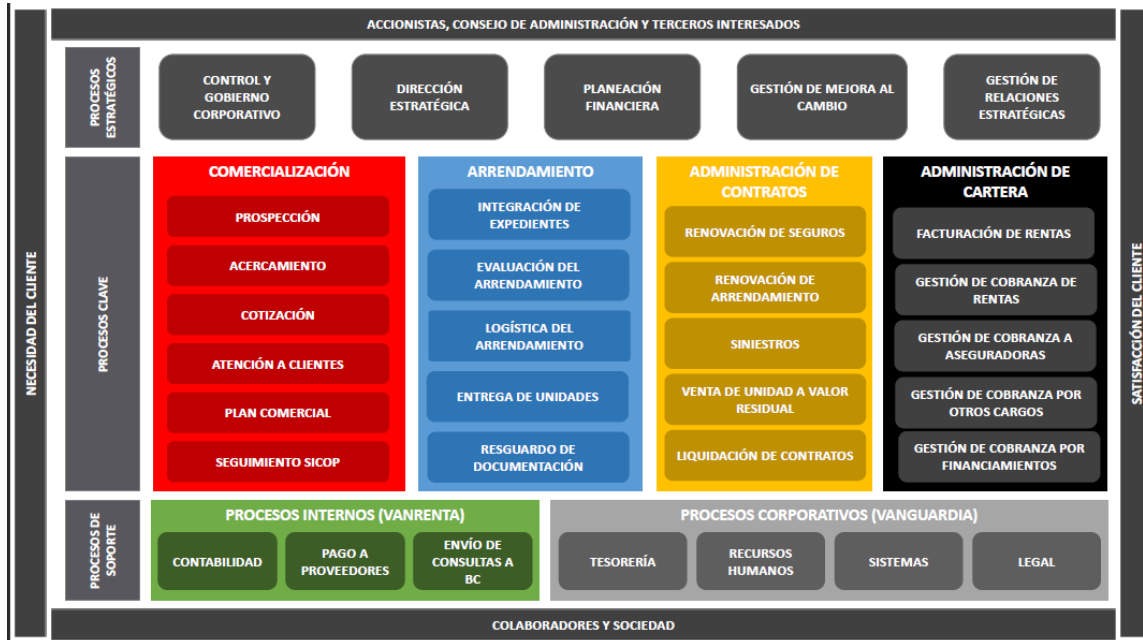 ACCIONISTAS, CONSEJO DE ADMINISTRACIÓN Y TERCEROS INTERESADOS
NECESIDAD DEL CLIENTE
PROCESOS
ESTRATÉGICOS
CONTROL Y
GOBIERNO
CORPORATIVO
DIRECCIÓN
ESTRATÉGICA
PLANEACIÓN
FINANCIERA
GESTIÓN DE MEJORA AL
CAMBIO
GESTIÓN DE
RELACIONES
ESTRATÉGICAS
PROCESOS CLAVE
COMERCIALIZACIÓN
PROSPECCIÓN
ACERCAMIENTO
COTIZACIÓN
ATENCIÓN A CLIENTES
PLAN COMERCIAL
SEGUIMIENTO SICOP
ARRENDAMIENTO
INTEGRACIÓN DE
EXPEDIENTES
EVALUACIÓN DEL
ARRENDAMIENTO
LOGÍSTICA DEL
ARRENDAMIENTO
ENTREGA DE UNIDADES
RESGUARDO DE
DOCUMENTACIÓN
ADMINISTRACIÓN DE
CONTRATOS
RENOVACIÓN DE SEGUROS
RENOVACIÓN DE
ARRENDAMIENTO
SINIESTROS
VENTA DE UNIDAD A VALOR
RESIDUAL
LIQUIDACIÓN DE CONTRATOS
ADMINISTRACIÓN DE
CARTERA
FACTURACIÓN DE RENTAS
GESTIÓN DE COBRANZA DE
RENTAS
GESTIÓN DE COBRANZA A
ASEGURADORAS
GESTIÓN DE COBRANZA POR
OTROS CARGOS
GESTIÓN DE COBRANZA POR
FINANCIAMIENTOS
SATISFACCIÓN DEL CLIENTE
PROCESOS DE
SOPORTE
PROCESOS INTERNOS (VANRENTA)
CONTABILIDAD
PAGO A
PROVEEDORES
ENVÍO DE
CONSULTAS A
BC
PROCESOS CORPORATIVOS (VANGUARDIA)
TESORERÍA
RECURSOS
HUMANOS
SISTEMAS
LEGAL
COLABORADORES Y SOCIEDAD